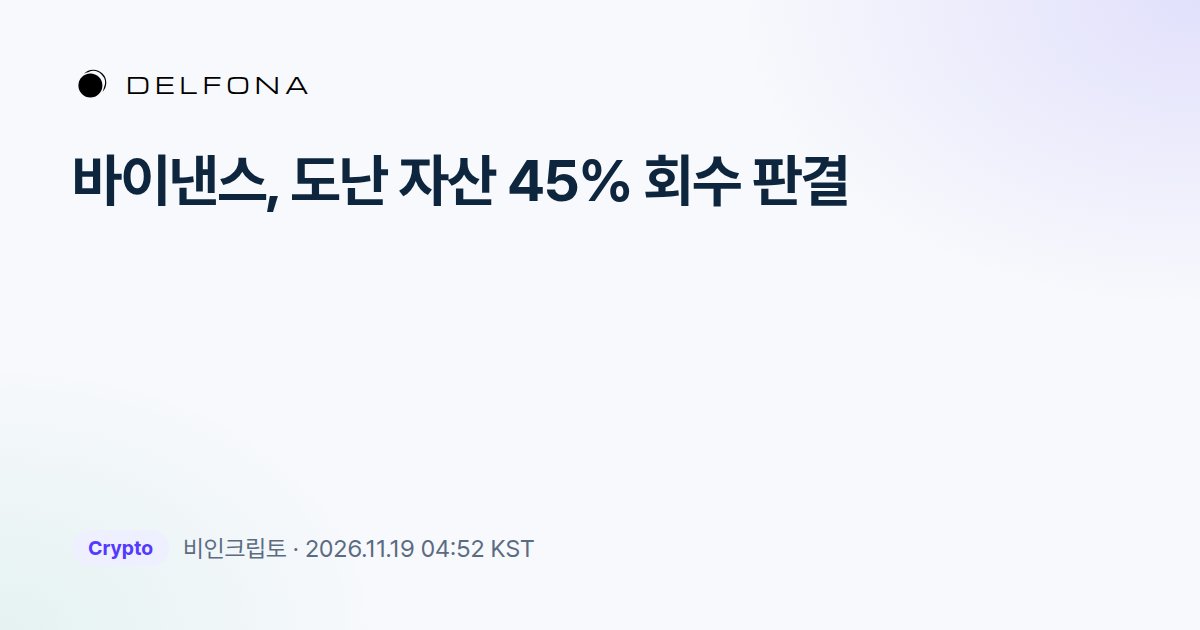 DELFONA
바이낸스, 도난 자산 45% 회수 판결
Crypto 비인크립토 · 2026.11.19 04:52 KST